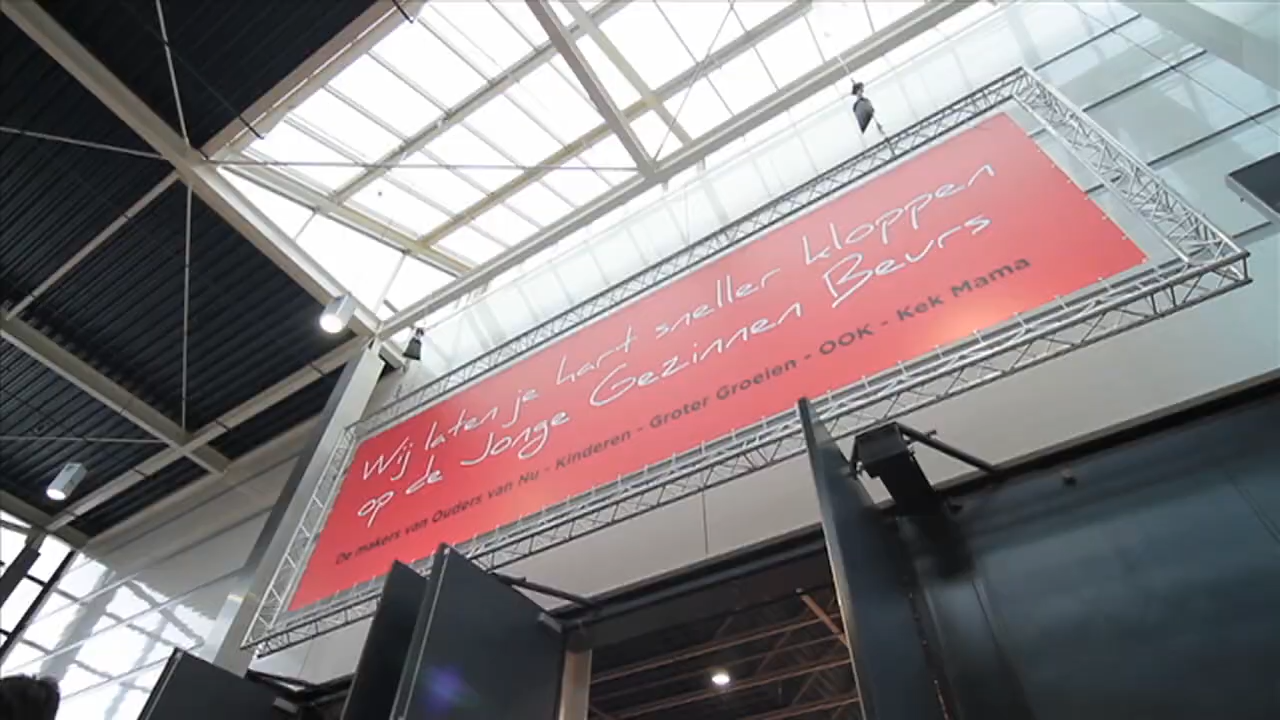 Wij laten je hart sneller kloppen
op de Jonge Gezinnen Beurs
De makers van Ouders van Nu - Kinderen - Groter Groeien - OOK - Kek Mama